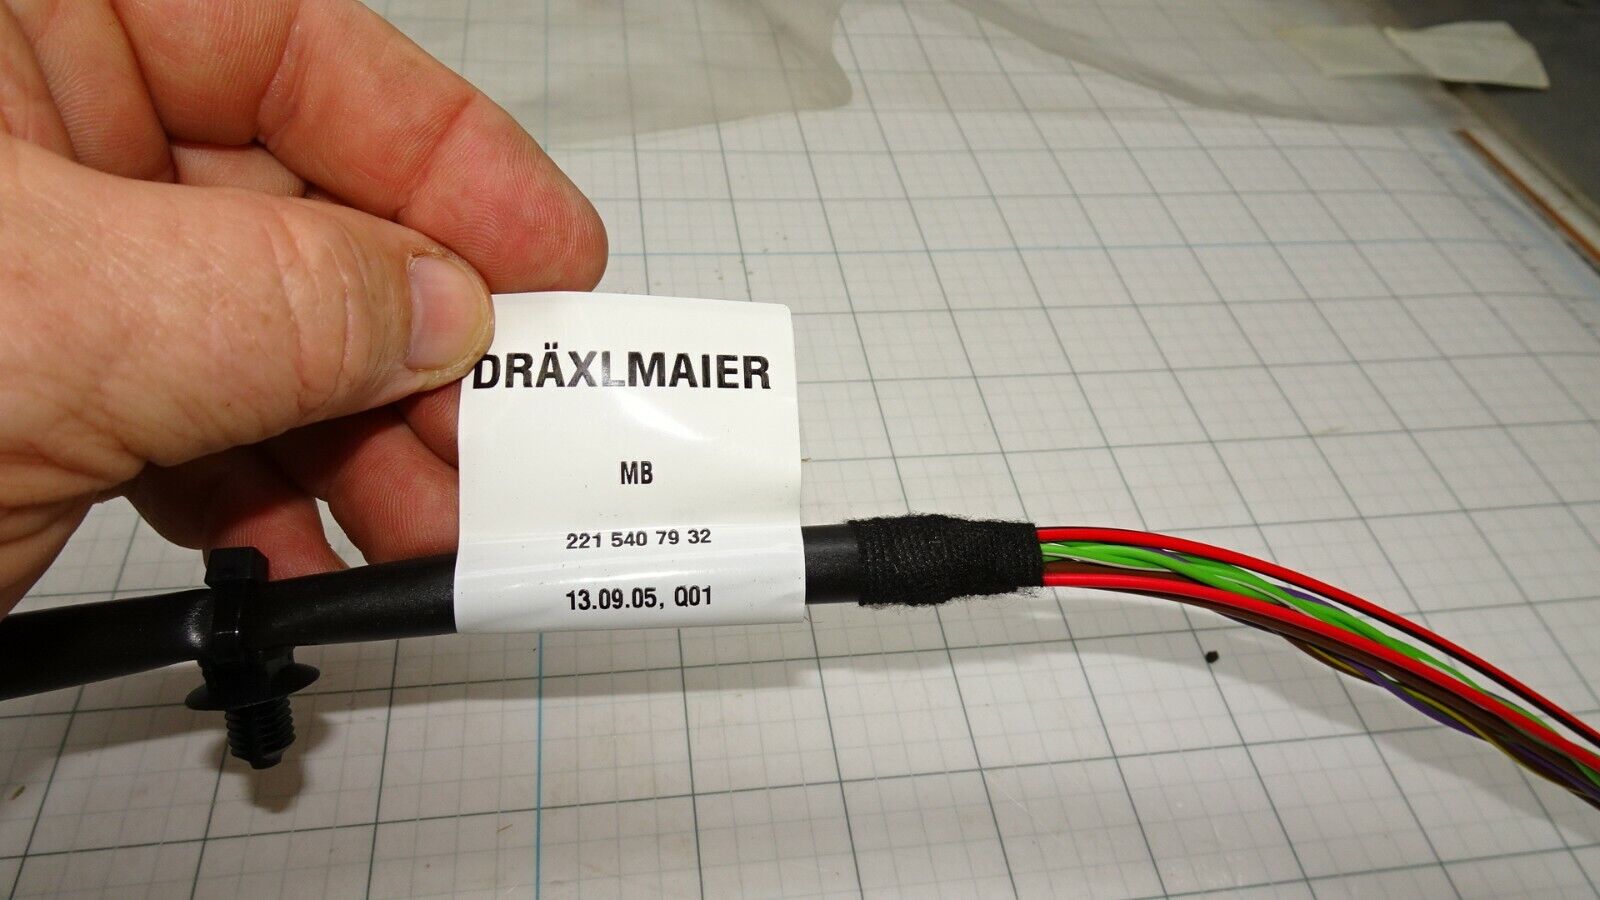 DRÄXLMAIER
MB
221 540 79 32
13.09.05, Q01